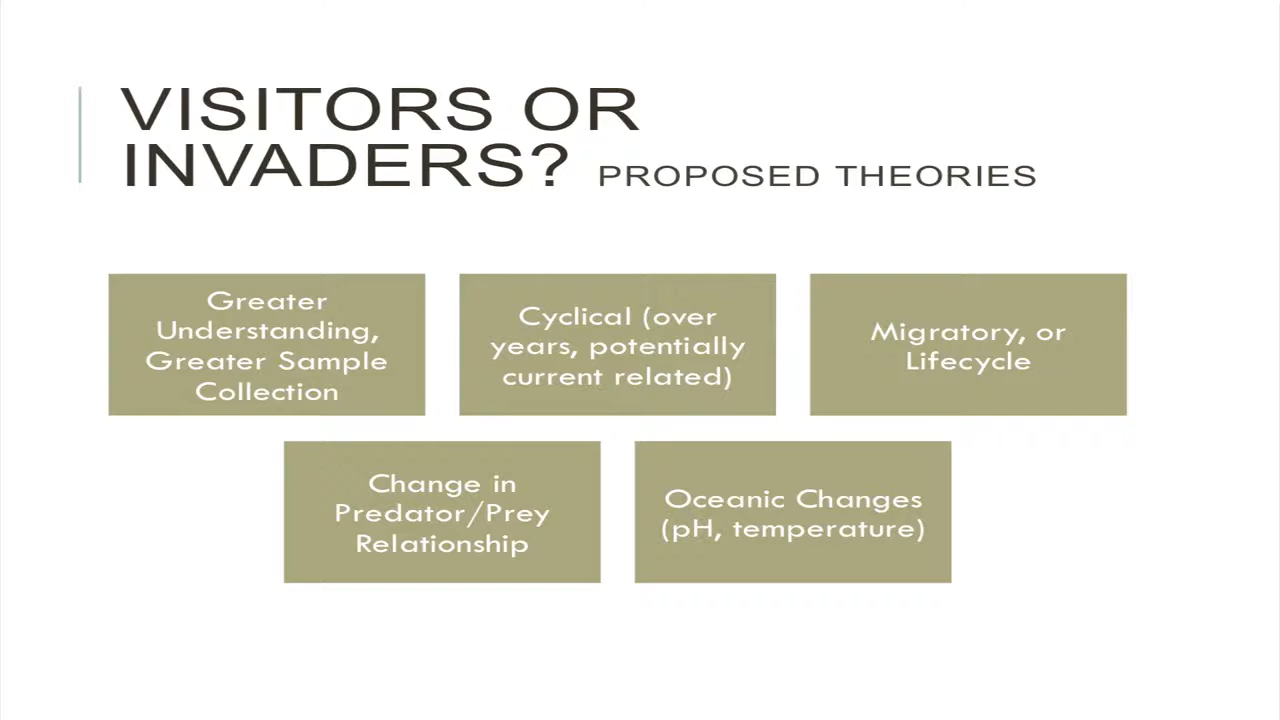 VISITORS OR
INVADERS? PROPOSED THEORIES
Greater
Understanding,
Greater Sample
Collection
Cyclical (over
years, potentially
current related)
Migratory, or
Lifecycle
Change in
Predator/Prey
Relationship
Oceanic Changes
(pH, temperature)